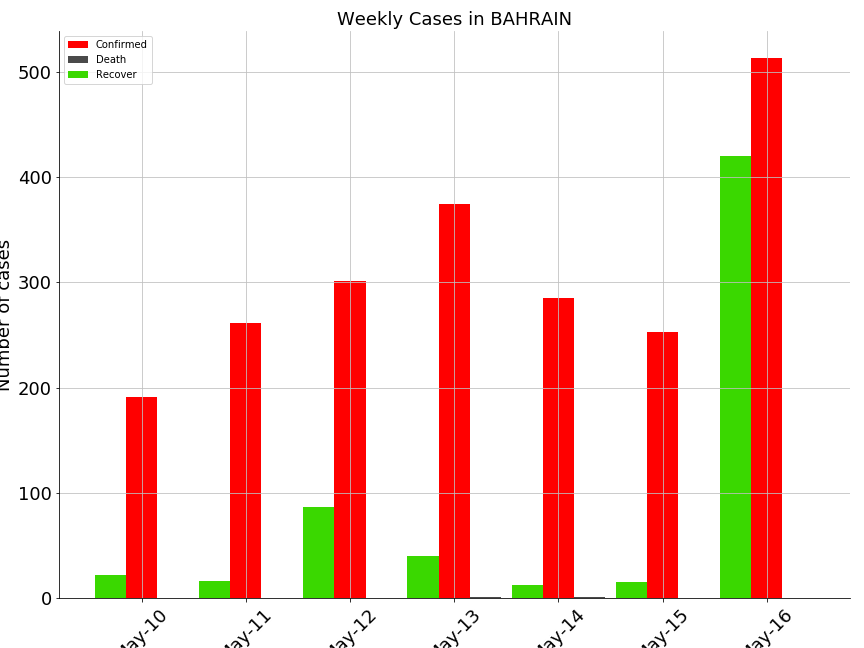 Weekly Cases in BAHRAIN
Confirmed
Death
Recover
500
400
300
200
100
0
Number of cases
May-10
May-11
May-12
May-13
May-14
May-15
May-16